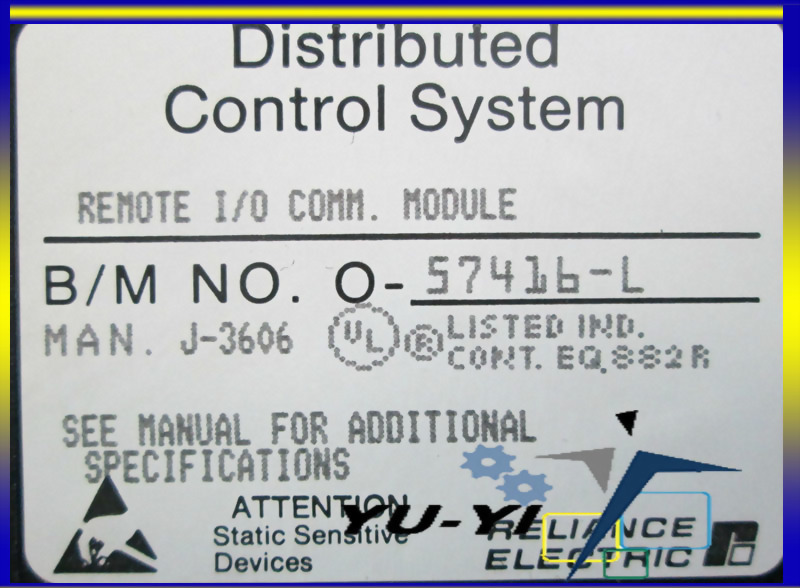 Distributed
Control System
REMOTE I/O COMM. MODULE
B/M NO. O- 57416-L
MAN. J-3606 UL ® LISTED IND.
CONT. EQ.882R
SEE MANUAL FOR ADDITIONAL
SPECIFICATIONS
ATTENTION
Static Sensitive
Devices
YU-YI
RELIANCE
ELECTRIC